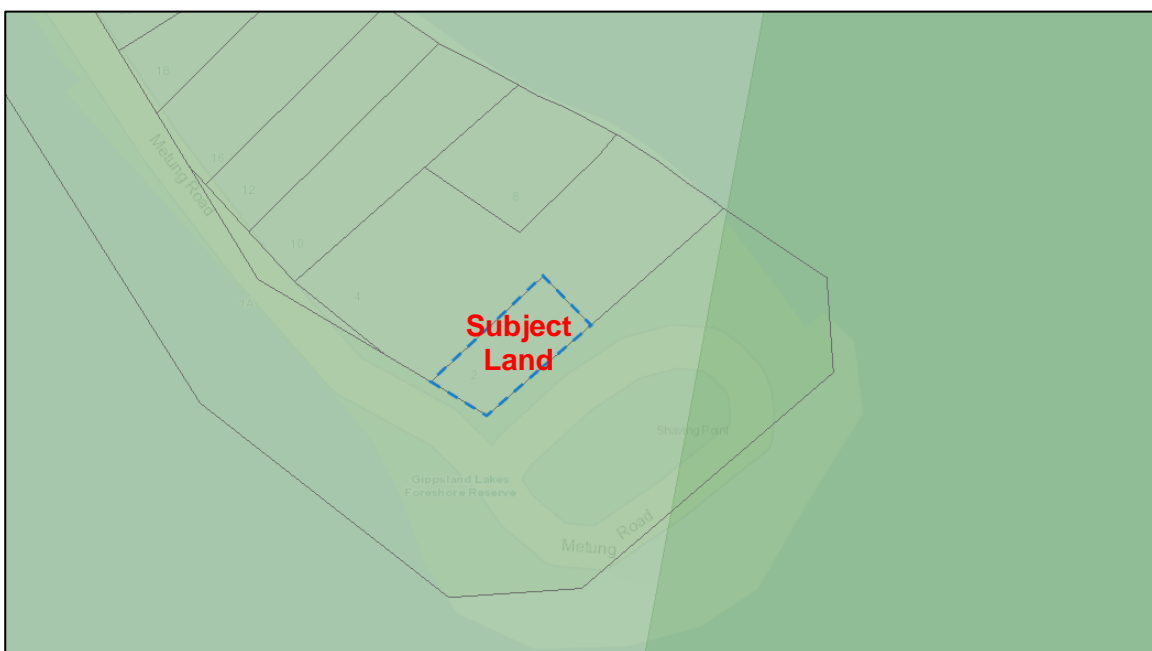 18
Metung Road
16
12
8
10
4
Subject
Land
2
Shaving Point
Gippsland Lakes
Foreshore Reserve
Metung Road